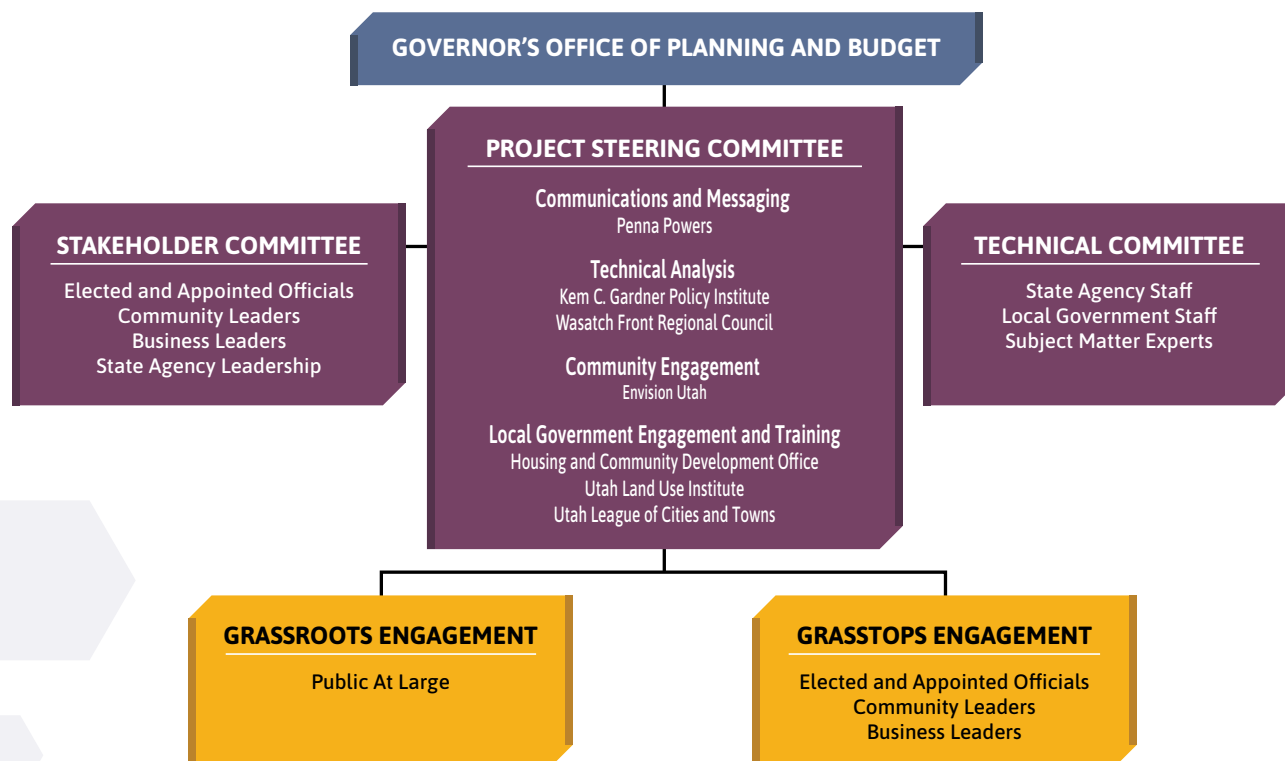 GOVERNOR’S OFFICE OF PLANNING AND BUDGET
PROJECT STEERING COMMITTEE
Communications and Messaging
Penna Powers
Technical Analysis
Kem C. Gardner Policy Institute
Wasatch Front Regional Council
Community Engagement
Envision Utah
Local Government Engagement and Training
Housing and Community Development Office
Utah Land Use Institute
Utah League of Cities and Towns
STAKEHOLDER COMMITTEE
Elected and Appointed Officials
Community Leaders
Business Leaders
State Agency Leadership
TECHNICAL COMMITTEE
State Agency Staff
Local Government Staff
Subject Matter Experts
GRASSROOTS ENGAGEMENT
Public At Large
GRASSTOPS ENGAGEMENT
Elected and Appointed Officials
Community Leaders
Business Leaders